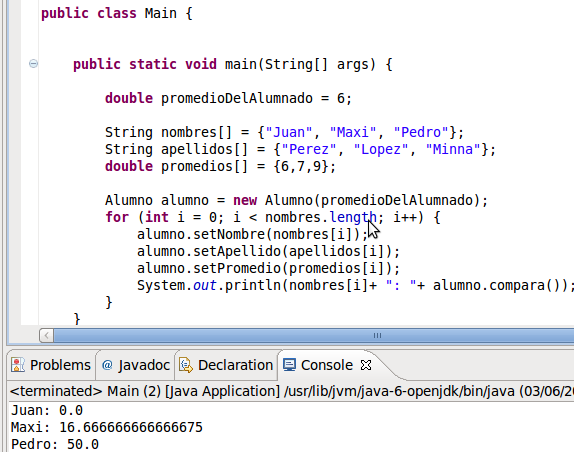 public class Main {
public static void main(String[] args) {
double promedioDelAlumnado = 6;
String nombres[] = {"Juan", "Maxi", "Pedro"};
String apellidos[] = {"Perez", "Lopez", "Minna"};
double promedios[] = {6,7,9};
Alumno alumno = new Alumno(promedioDelAlumnado);
for (int i = 0; i < nombres.length; i++) {
alumno.setNombre(nombres[i]);
alumno.setApellido(apellidos[i]);
alumno.setPromedio(promedios[i]);
System.out.println(nombres[i]+ ": "+ alumno.compara());
}
}
Problems @ Javadoc Declaration Console
<terminated> Main (2) [Java Application] /usr/lib/jvm/java-6-openjdk/bin/java (03/06/20
Juan: 0.0
Maxi: 16.666666666666675
Pedro: 50.0